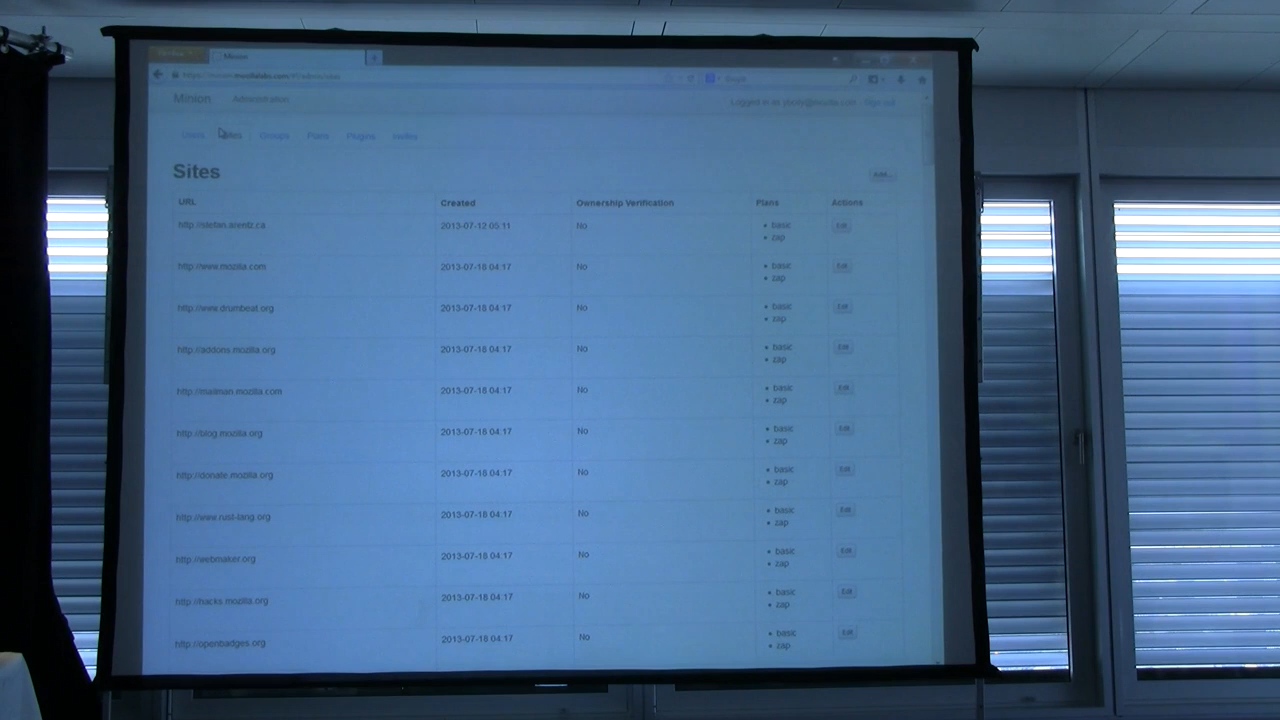 Minion
Minion Administration
Sites Groups Plans Plugins Invites
Sites
Add...
URL Created Ownership Verification Plans Actions
http://stefan.arentz.ca 2013-07-12 05:11 No • basic Edit
• zap
http://www.mozilla.com 2013-07-18 04:17 No • basic Edit
• zap
http://www.drumbeat.org 2013-07-18 04:17 No • basic Edit
• zap
http://addons.mozilla.org 2013-07-18 04:17 No • basic Edit
• zap
http://mailman.mozilla.com 2013-07-18 04:17 No • basic Edit
• zap
http://blog.mozilla.org 2013-07-18 04:17 No • basic Edit
• zap
http://donate.mozilla.org 2013-07-18 04:17 No • basic Edit
• zap
http://www.rust-lang.org 2013-07-18 04:17 No • basic Edit
• zap
http://webmaker.org 2013-07-18 04:17 No • basic Edit
• zap
http://hacks.mozilla.org 2013-07-18 04:17 No • basic Edit
• zap
http://openbadges.org 2013-07-18 04:17 No • basic Edit
• zap